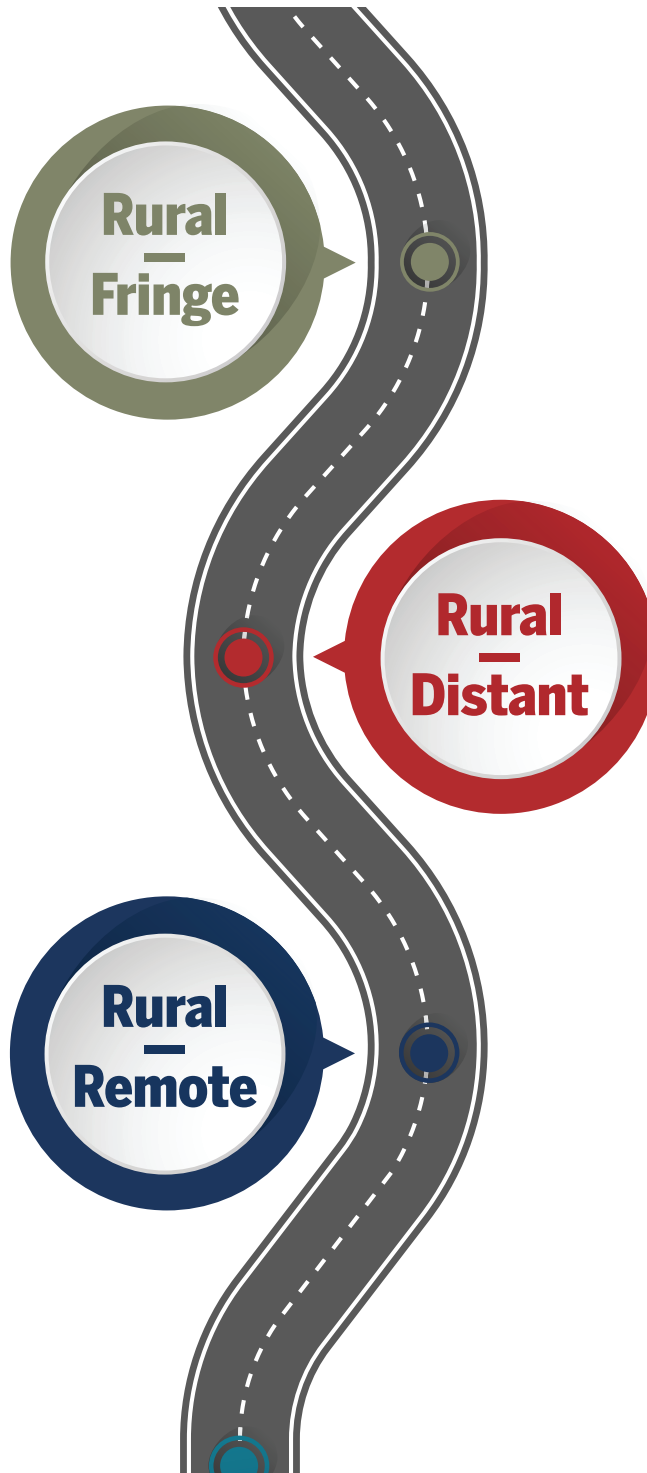 Rural
—
Fringe
Rural
—
Distant
Rural
—
Remote